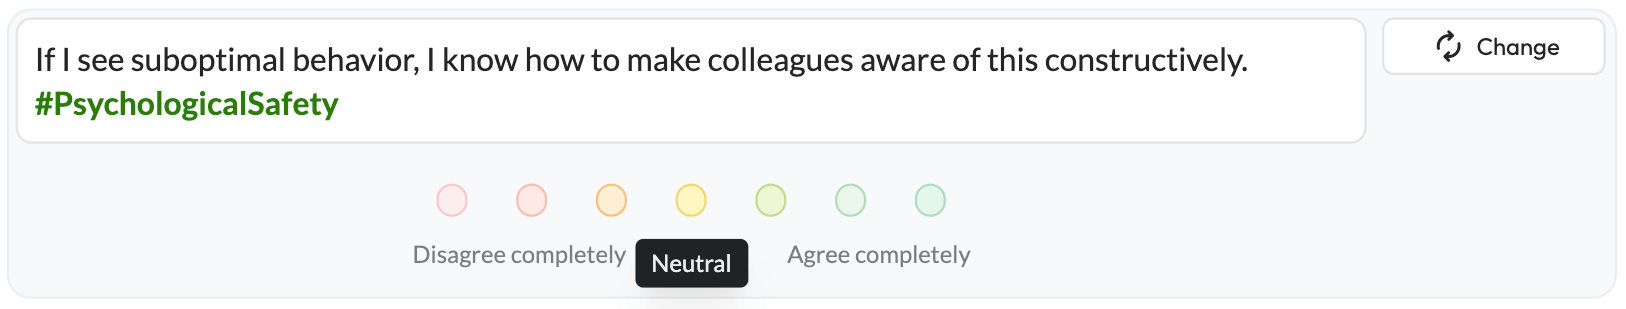 If I see suboptimal behavior, I know how to make colleagues aware of this constructively.
#PsychologicalSafety
Change
Disagree completely
Neutral
Agree completely